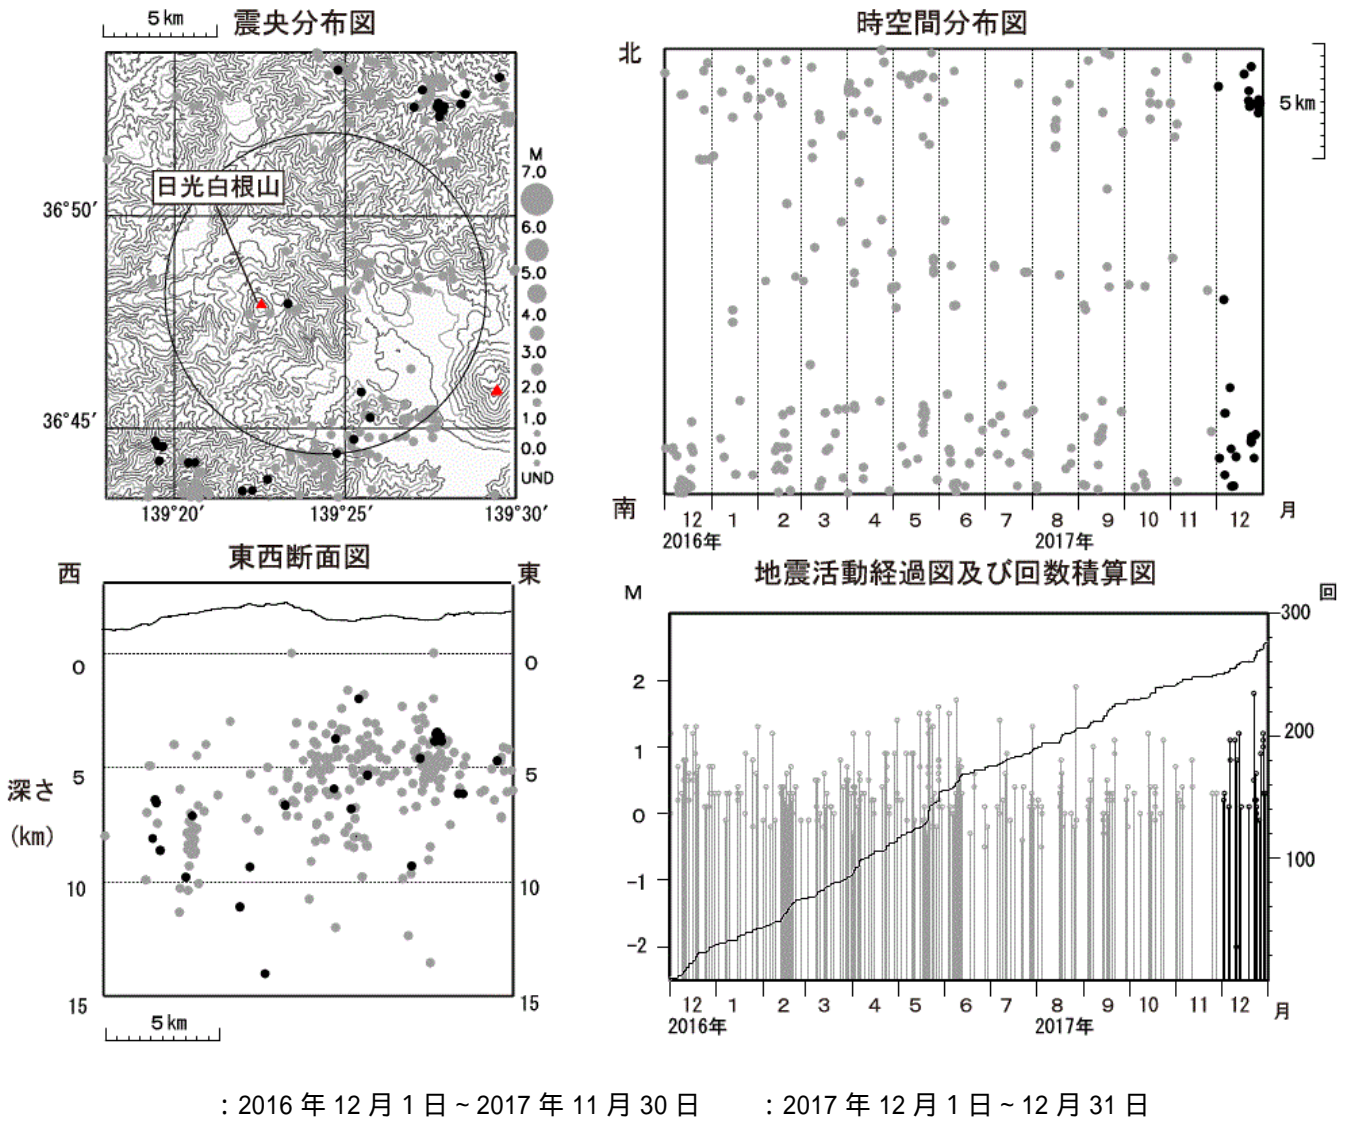 震央分布図
5 km
日光白根山
36°50′
36°45′
139°20′ 139°25′ 139°30′
M
7.0
6.0
5.0
4.0
3.0
2.0
1.0
0.0
UND
時空間分布図
北
南
5 km
12 1 2 3 4 5 6 7 8 9 10 11 12 月
2016年 2017年
東西断面図
西 東
0 0
5 5
10 10
15 15
深さ
(km)
5 km
地震活動経過図及び回数積算図
M 回
2
1
0
-1
-2
300
200
100
12 1 2 3 4 5 6 7 8 9 10 11 12 月
2016年 2017年
：2016 年 12 月 1 日～2017 年 11 月 30 日 ：2017 年 12 月 1 日～12 月 31 日